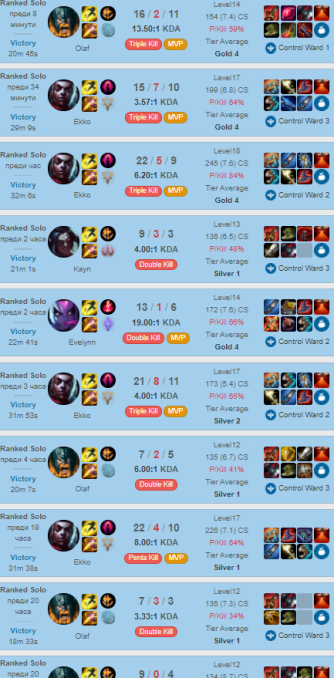 Ranked Solo
преди 8
минути
Victory
20m 45s
Olaf
16 / 2 / 11
13.50:1 KDA
Triple Kill MVP
Level14
154 (7.4) CS
P/Kill 59%
Tier Average
Gold 4
Control Ward 1
Ranked Solo
преди 34
минути
Victory
29m 9s
Ekko
15 / 7 / 10
3.57:1 KDA
Triple Kill MVP
Level17
199 (6.8) CS
P/Kill 64%
Tier Average
Gold 4
Control Ward 3
Ranked Solo
преди час
Victory
32m 6s
Ekko
22 / 5 / 9
6.20:1 KDA
Triple Kill MVP
Level18
245 (7.6) CS
P/Kill 84%
Tier Average
Gold 4
Control Ward 2
Ranked Solo
преди 2 часа
Victory
21m 1s
Kayn
9 / 3 / 3
4.00:1 KDA
Double Kill
Level13
136 (6.5) CS
P/Kill 48%
Tier Average
Silver 1
Control Ward 3
Ranked Solo
преди 2 часа
Victory
22m 41s
Evelynn
13 / 1 / 6
19.00:1 KDA
Double Kill MVP
Level14
172 (7.6) CS
P/Kill 66%
Tier Average
Gold 4
Control Ward 2
Ranked Solo
преди 3 часа
Victory
31m 53s
Ekko
21 / 8 / 11
4.00:1 KDA
Triple Kill MVP
Level17
173 (5.4) CS
P/Kill 65%
Tier Average
Silver 2
Control Ward 2
Ranked Solo
преди 4 часа
Victory
20m 7s
Olaf
7 / 2 / 5
6.00:1 KDA
Double Kill
Level12
135 (6.7) CS
P/Kill 41%
Tier Average
Silver 1
Control Ward 3
Ranked Solo
преди 19
часа
Victory
31m 38s
Ekko
22 / 4 / 10
8.00:1 KDA
Penta Kill MVP
Level17
226 (7.1) CS
P/Kill 64%
Tier Average
Silver 1
Ranked Solo
преди 20
часа
Victory
18m 33s
Olaf
7 / 3 / 3
3.33:1 KDA
Double Kill
Level12
136 (7.3) CS
P/Kill 34%
Tier Average
Silver 1
Control Ward 3
Ranked Solo
преди 20
9 / 0 / 4
Level12
134 (8.7) CS